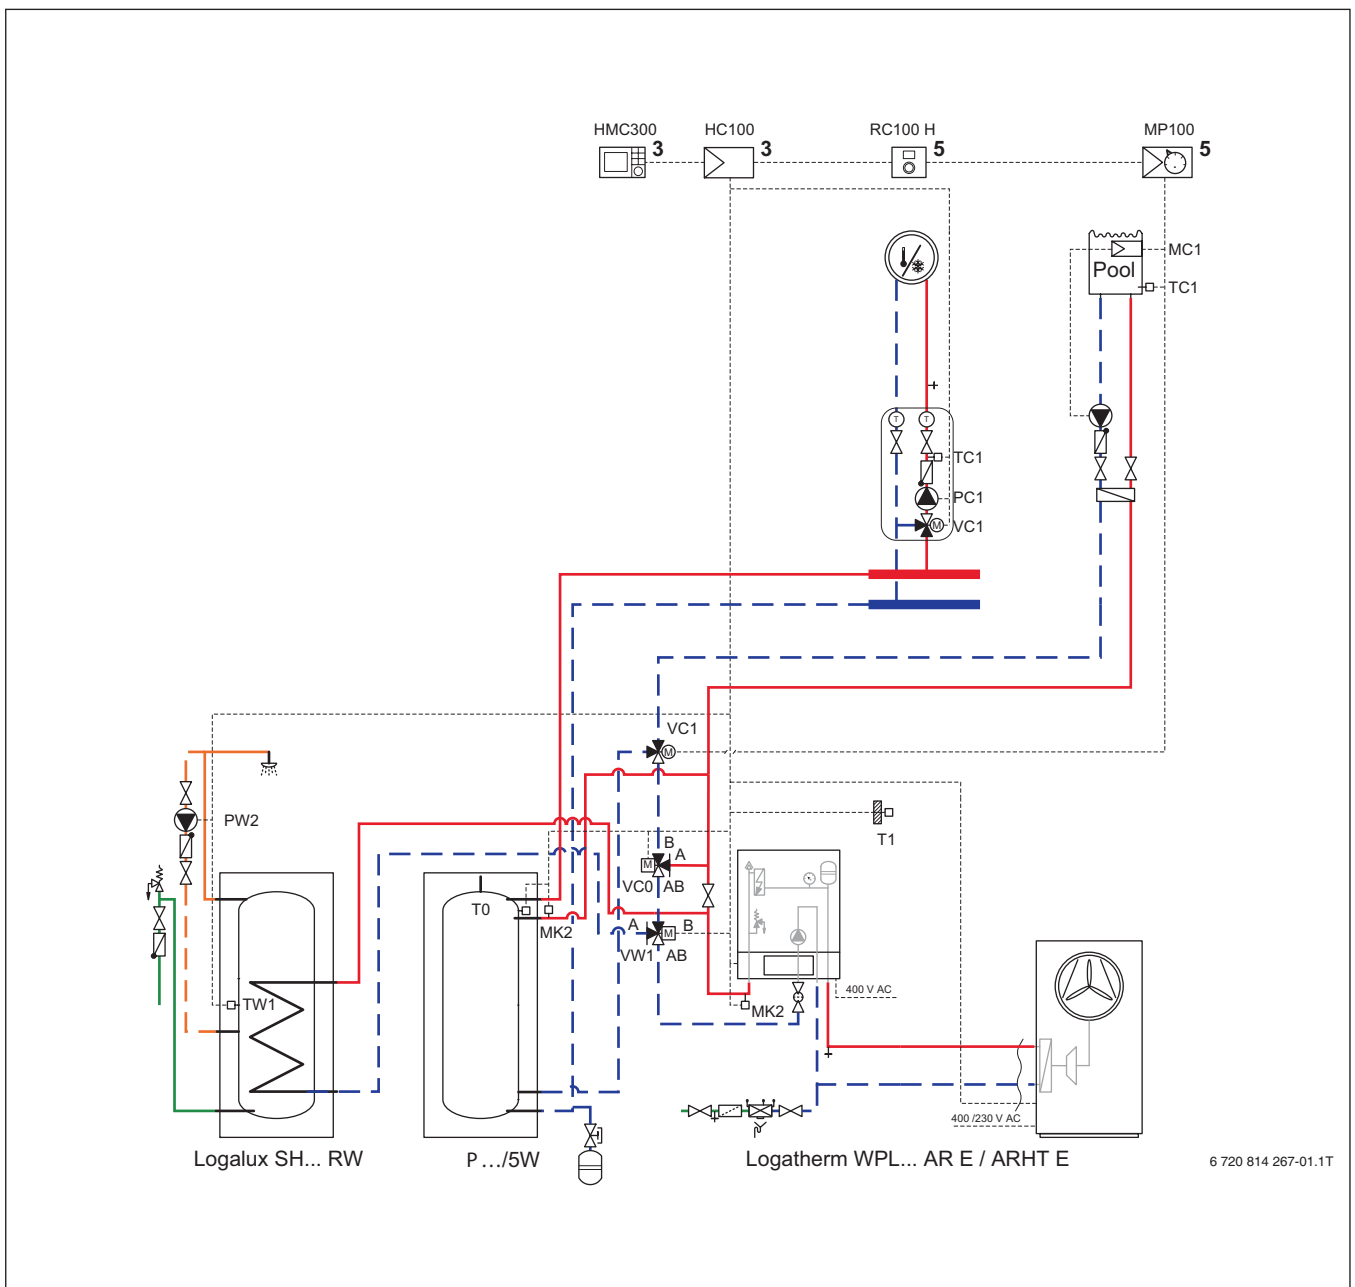 HMC300 HC100 RC100 H MP100
3 3 5 5
MC1
Pool
TC1
T T
TC1
PC1
M VC1
VC1
M
PW2
T1
B
A
M
VC0 AB
T0
MK2
A M B
VW1 AB
400 V AC
TW1
MK2
400 /230 V AC
Logalux SH... RW P .../5W Logatherm WPL... AR E / ARHT E 6 720 814 267-01.1T